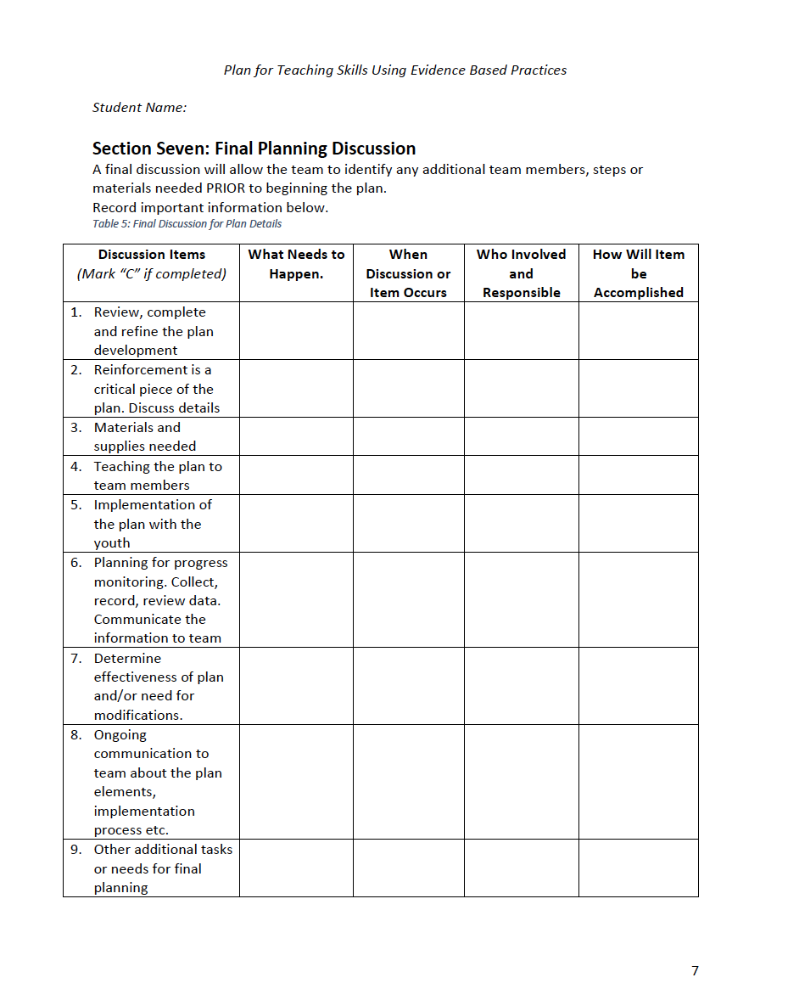 Plan for Teaching Skills Using Evidence Based Practices
Student Name:
Section Seven: Final Planning Discussion
A final discussion will allow the team to identify any additional team members, steps or
materials needed PRIOR to beginning the plan.
Record important information below.
Table 5: Final Discussion for Plan Details
Discussion Items
(Mark “C” if completed)
What Needs to
Happen.
When
Discussion or
Item Occurs
Who Involved
and
Responsible
How Will Item
be
Accomplished
1. Review, complete
and refine the plan
development
2. Reinforcement is a
critical piece of the
plan. Discuss details
3. Materials and
supplies needed
4. Teaching the plan to
team members
5. Implementation of
the plan with the
youth
6. Planning for progress
monitoring. Collect,
record, review data.
Communicate the
information to team
7. Determine
effectiveness of plan
and/or need for
modifications.
8. Ongoing
communication to
team about the plan
elements,
implementation
process etc.
9. Other additional tasks
or needs for final
planning
7